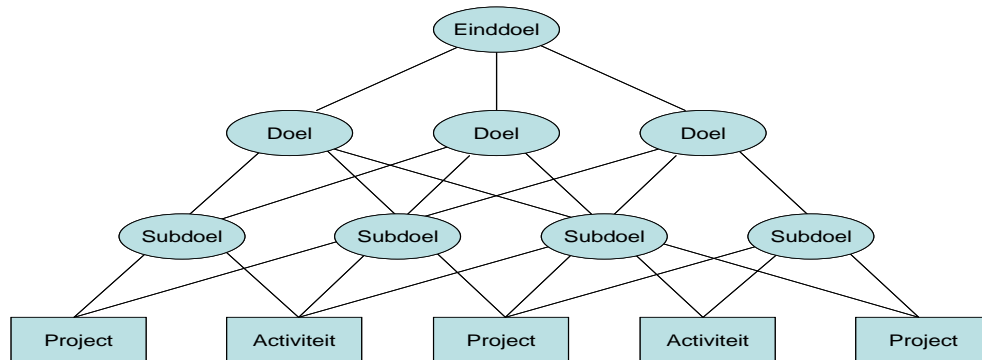 Einddoel
Doel Doel Doel
Subdoel Subdoel Subdoel Subdoel
Project Activiteit Project Activiteit Project